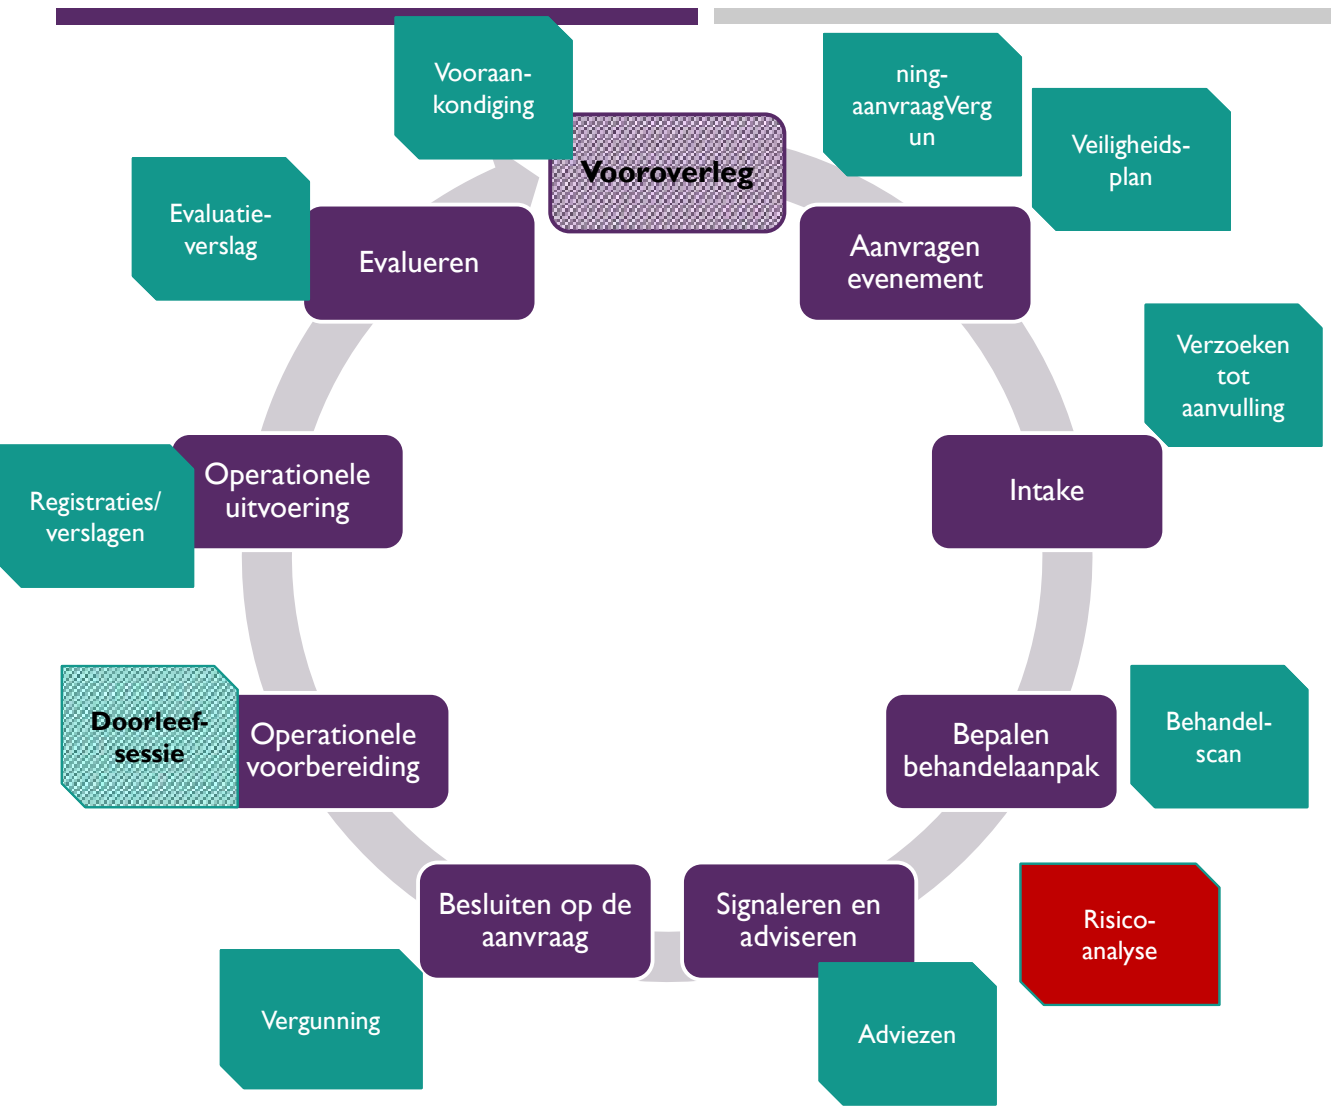 Vooraan-
kondiging
Vooroverleg
ning-
aanvraagVerg
un
Veiligheids-
plan
Aanvragen
evenement
Verzoeken
tot
aanvulling
Intake
Bepalen
behandelaanpak
Behandel-
scan
Risico-
analyse
Signaleren en
adviseren
Adviezen
Besluiten op de
aanvraag
Vergunning
Operationele
voorbereiding
Doorleef-
sessie
Operationele
uitvoering
Registraties/
verslagen
Evalueren
Evaluatie-
verslag